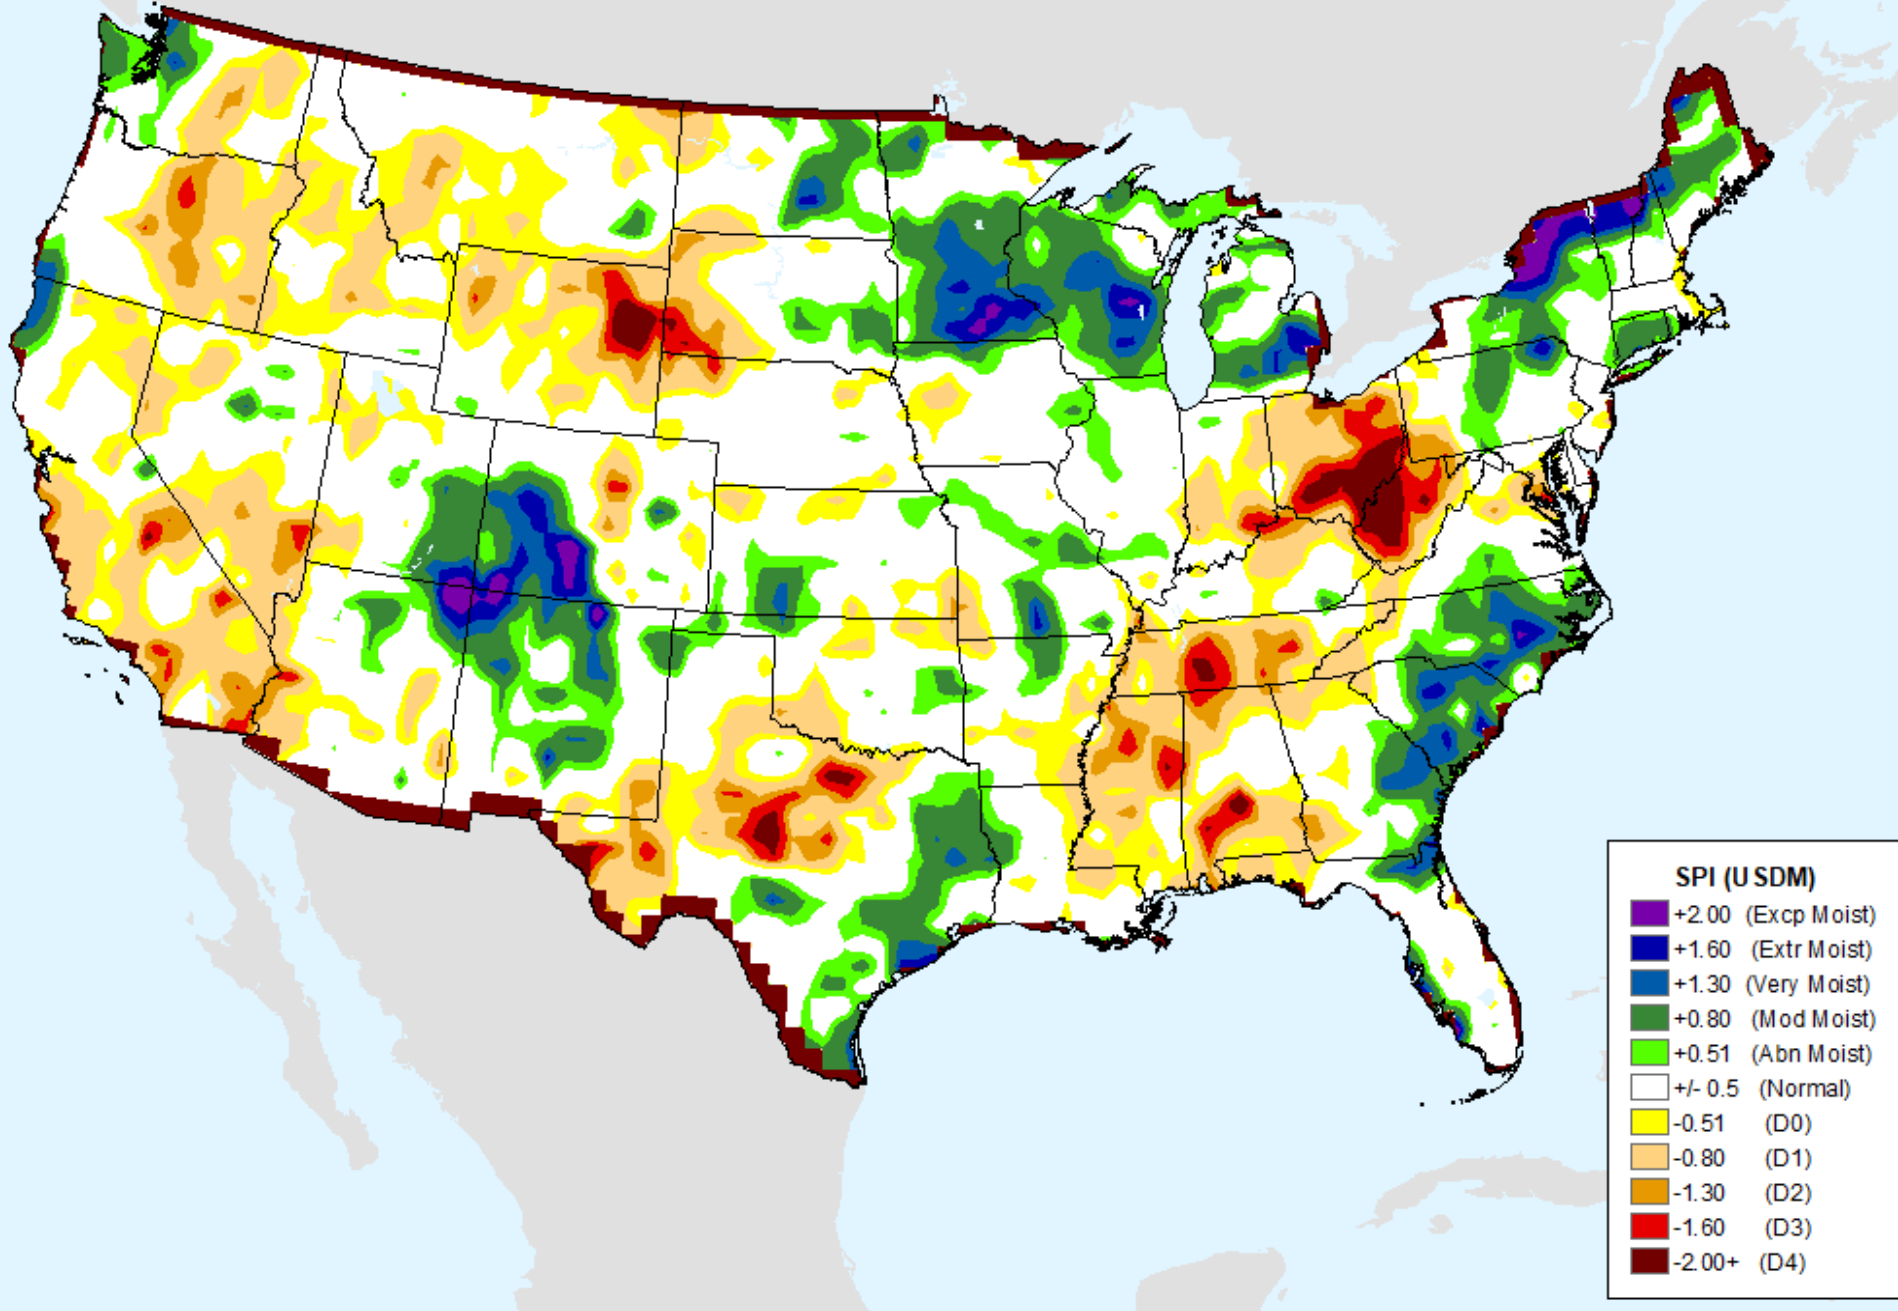 SPI (USDM)
+2.00 (Excp Moist)
+1.60 (Extr Moist)
+1.30 (Very Moist)
+0.80 (Mod Moist)
+0.51 (Abn Moist)
+/- 0.5 (Normal)
-0.51 (D0)
-0.80 (D1)
-1.30 (D2)
-1.60 (D3)
-2.00+ (D4)